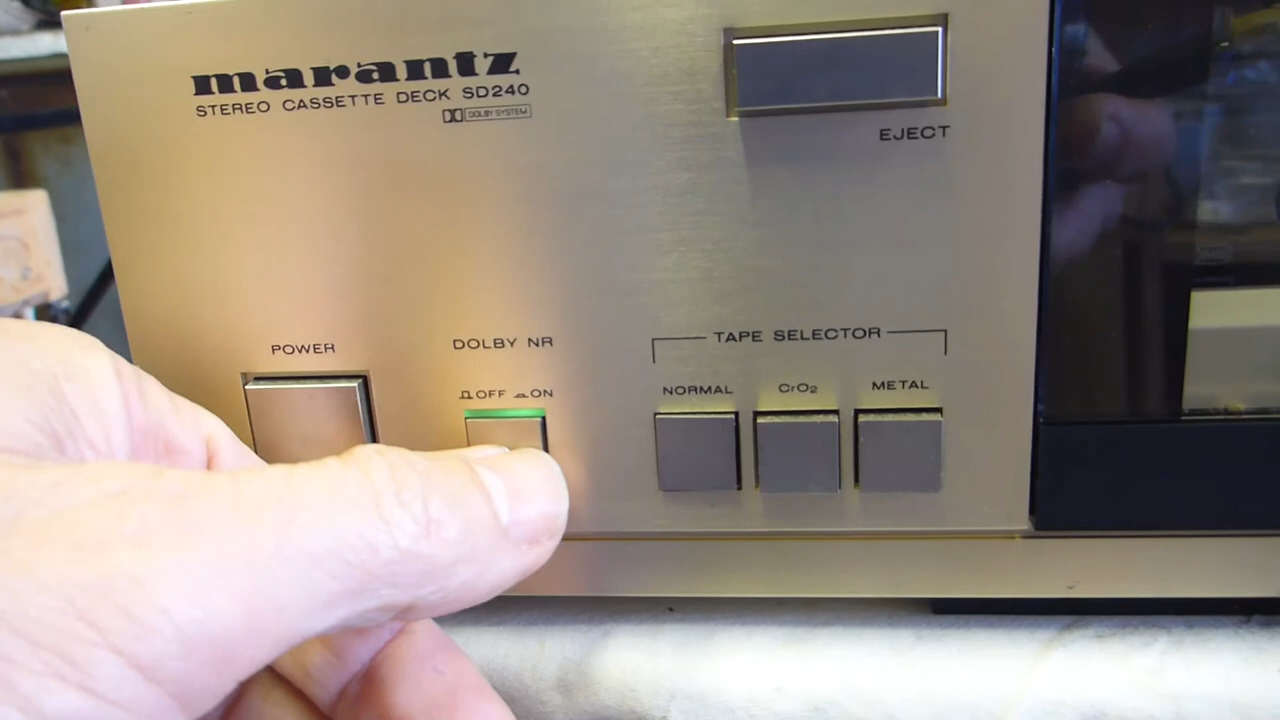 marantz
STEREO CASSETTE DECK SD240
DOLBY SYSTEM
EJECT
POWER
DOLBY NR
OFF ON
TAPE SELECTOR
NORMAL
CrO₂
METAL